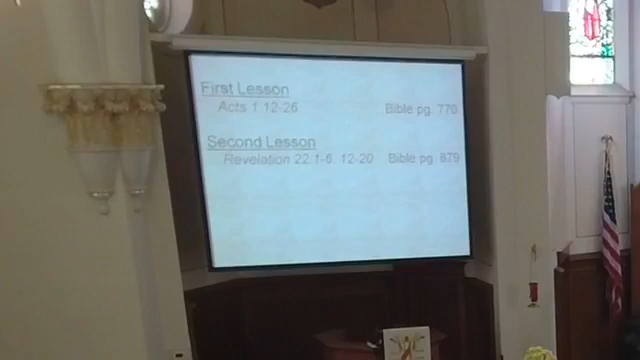 First Lesson
Acts 1:12-26 Bible pg. 770
Second Lesson
Revelation 22:1-6, 12-20 Bible pg. 879